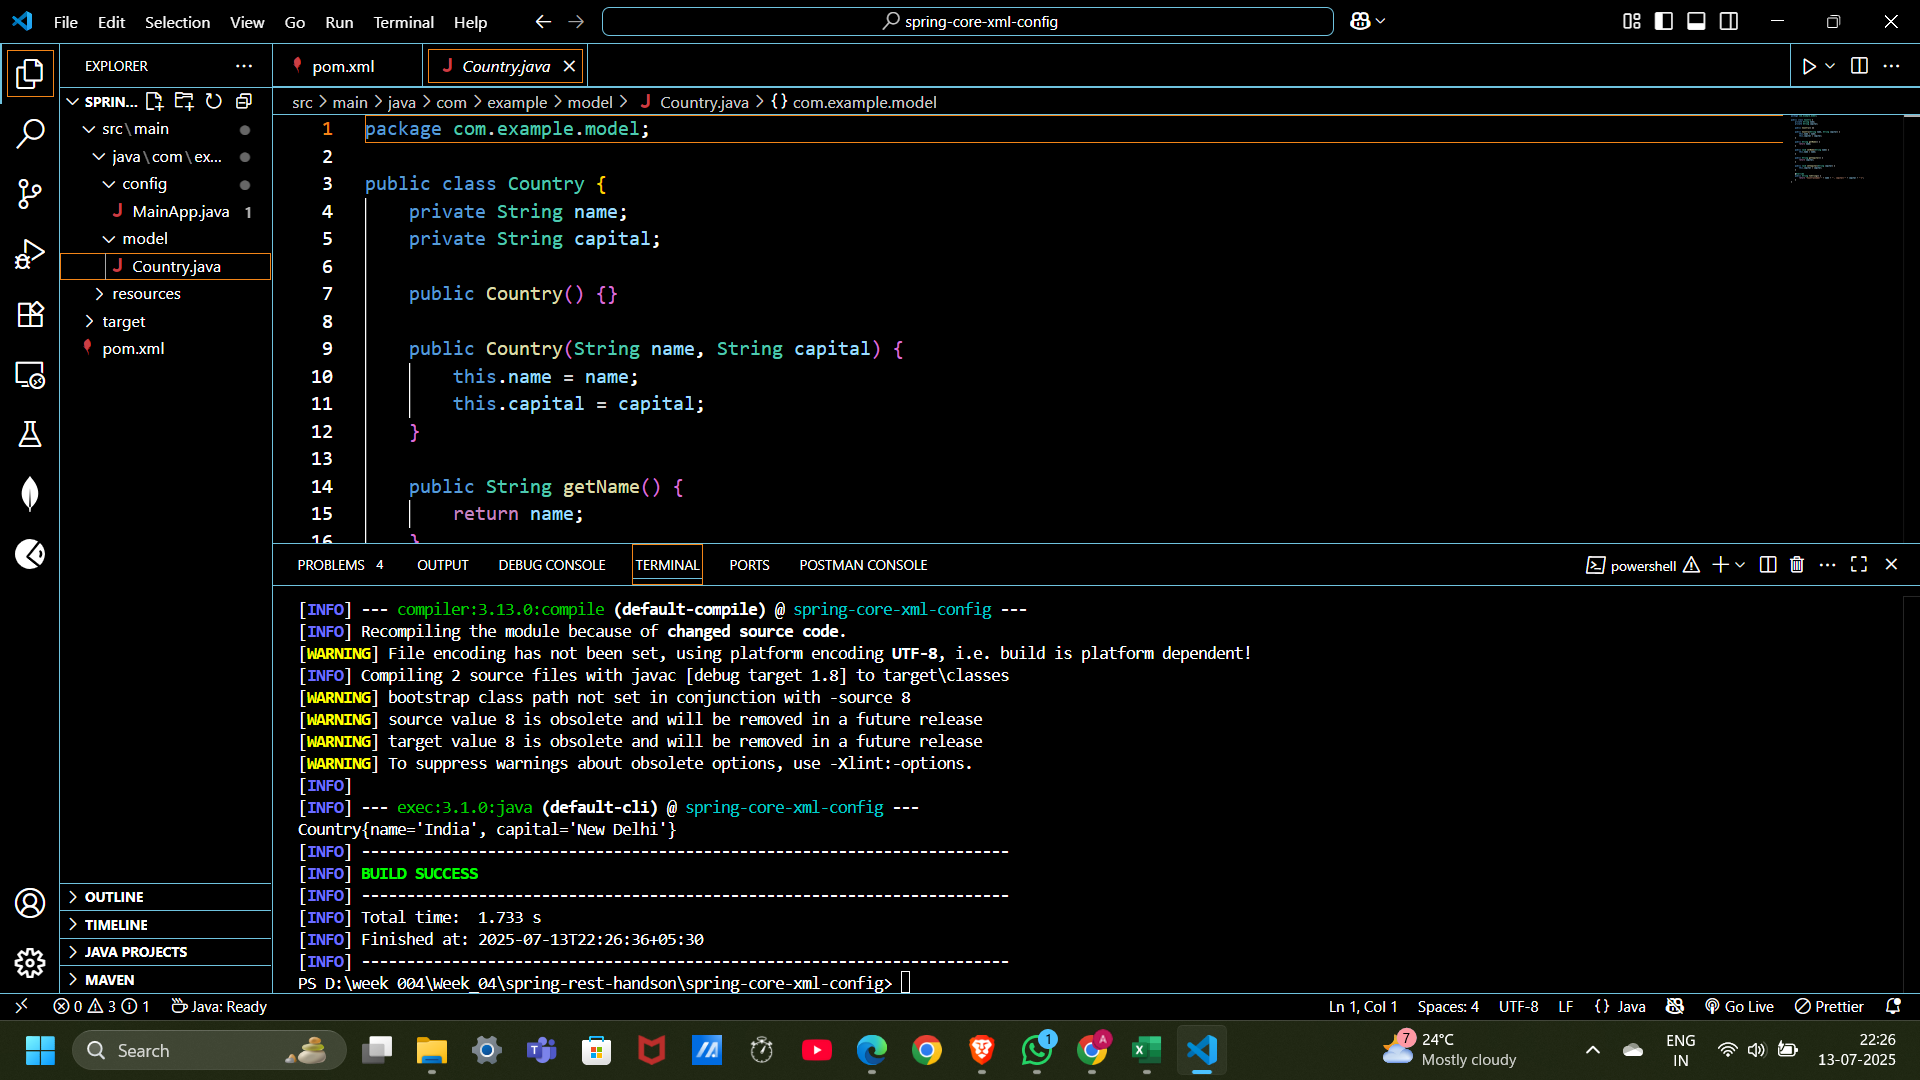 File Edit Selection View Go Run Terminal Help
spring-core-xml-config
EXPLORER
SPRIN...
src\main
java\com\ex...
config
MainApp.java 1
model
Country.java
resources
target
pom.xml
OUTLINE
TIMELINE
JAVA PROJECTS
MAVEN
pom.xml
Country.java
src > main > java > com > example > model > Country.java > {} com.example.model
1 package com.example.model;
2
3 public class Country {
4 private String name;
5 private String capital;
6
7 public Country() {}
8
9 public Country(String name, String capital) {
10 this.name = name;
11 this.capital = capital;
12 }
13
14 public String getName() {
15 return name;
16 }
PROBLEMS 4 OUTPUT DEBUG CONSOLE TERMINAL PORTS POSTMAN CONSOLE
powershell
[INFO] --- compiler:3.13.0:compile (default-compile) @ spring-core-xml-config ---
[INFO] Recompiling the module because of changed source code.
[WARNING] File encoding has not been set, using platform encoding UTF-8, i.e. build is platform dependent!
[INFO] Compiling 2 source files with javac [debug target 1.8] to target\classes
[WARNING] bootstrap class path not set in conjunction with -source 8
[WARNING] source value 8 is obsolete and will be removed in a future release
[WARNING] target value 8 is obsolete and will be removed in a future release
[WARNING] To suppress warnings about obsolete options, use -Xlint:-options.
[INFO]
[INFO] --- exec:3.1.0:java (default-cli) @ spring-core-xml-config ---
Country{name='India', capital='New Delhi'}
[INFO] ------------------------------------------------------------------------
[INFO] BUILD SUCCESS
[INFO] ------------------------------------------------------------------------
[INFO] Total time:  1.733 s
[INFO] Finished at: 2025-07-13T22:26:36+05:30
[INFO] ------------------------------------------------------------------------
PS D:\week 004\Week_04\spring-rest-handson\spring-core-xml-config>
0 3 1 Java: Ready
Ln 1, Col 1 Spaces: 4 UTF-8 LF {} Java Go Live Prettier
Search
1
A
7
24°C
Mostly cloudy
ENG
IN
22:26
13-07-2025